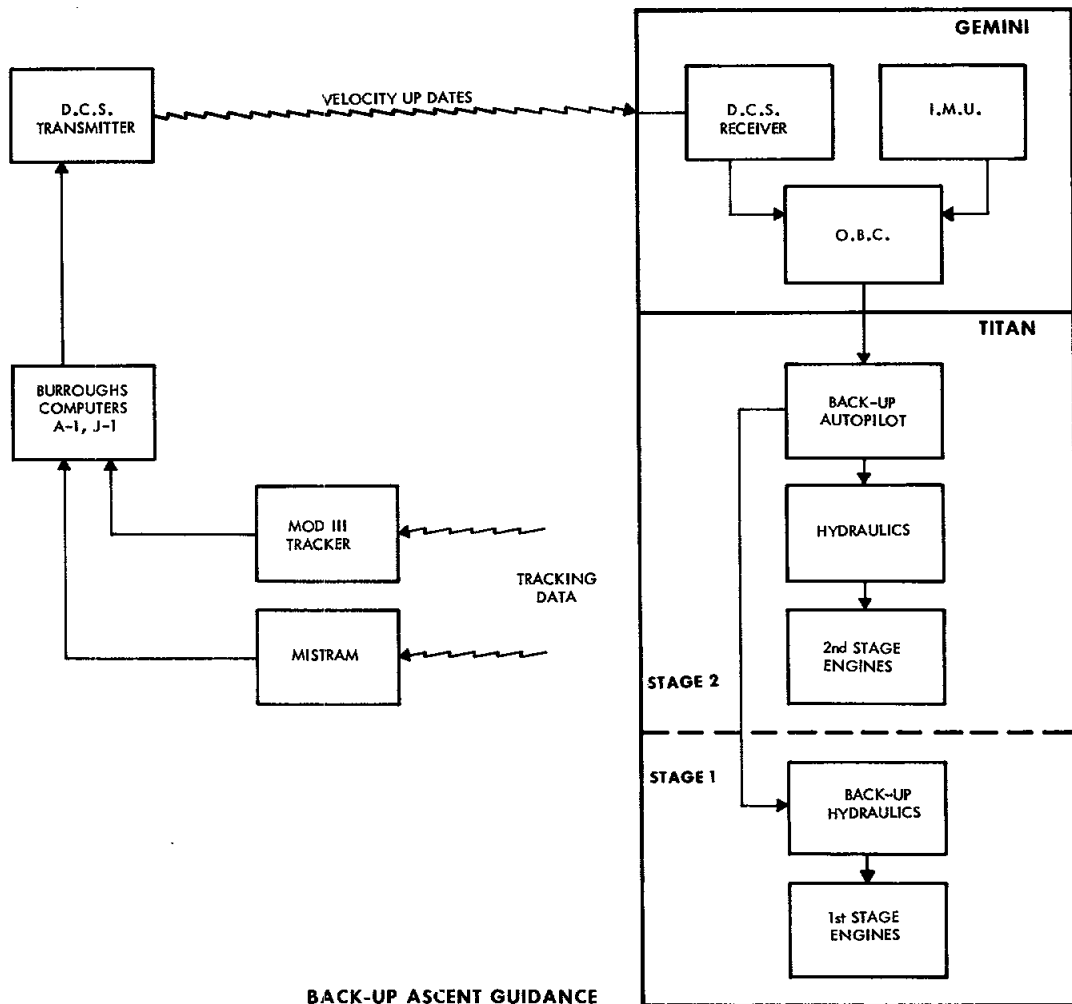 GEMINI
D.C.S.
TRANSMITTER
VELOCITY UP DATES
D.C.S.
RECEIVER
I.M.U.
O.B.C.
TITAN
BURROUGHS
COMPUTERS
A-1, J-1
BACK-UP
AUTOPILOT
MOD III
TRACKER
HYDRAULICS
TRACKING
DATA
MISTRAM
2nd STAGE
ENGINES
STAGE 2
STAGE 1
BACK-UP
HYDRAULICS
1st STAGE
ENGINES
BACK-UP ASCENT GUIDANCE